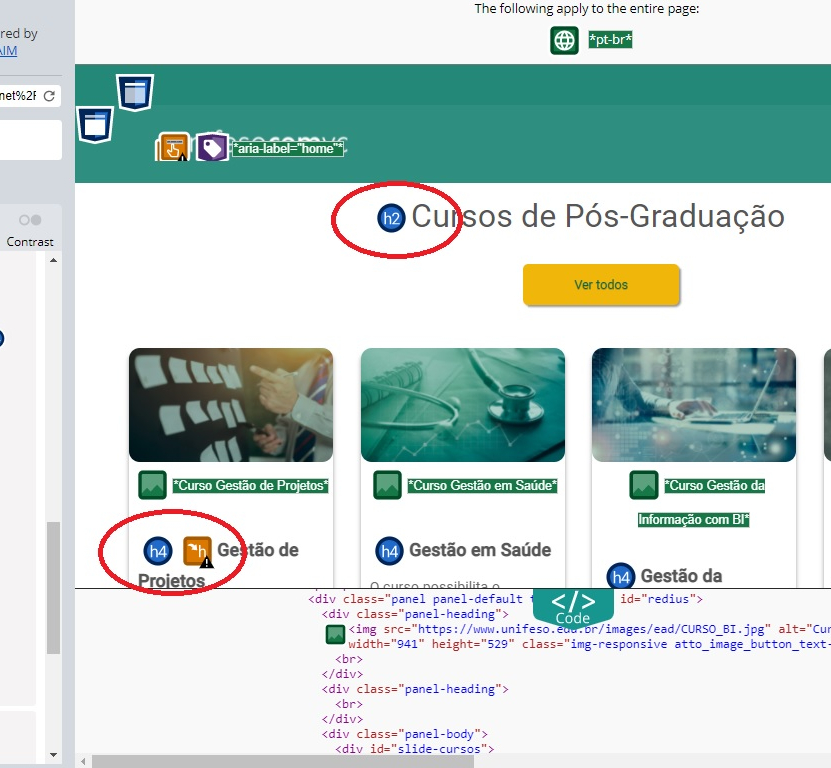 The following apply to the entire page:
*pt-br*
red by
AIM
net%2F
*aria-label="home"*
Contrast
h2 Cursos de Pós-Graduação
Ver todos
*Curso Gestão de Projetos*
*Curso Gestão em Saúde*
*Curso Gestão da
Informação com BI*
h4 h Gestão de
Projetos
h4 Gestão em Saúde
O curso possibilita o
h4 Gestão da
<div class="panel panel-default
id="redius">
</>
Code
<div class="panel-heading">
<img src="https://www.unifeso.edu.br/images/ead/CURSO_BI.jpg" alt="Cur
width="941" height="529" class="img-responsive atto_image_button_text-
<br>
</div>
<div class="panel-heading">
<br>
</div>
<div class="panel-body">
<div id="slide-cursos">